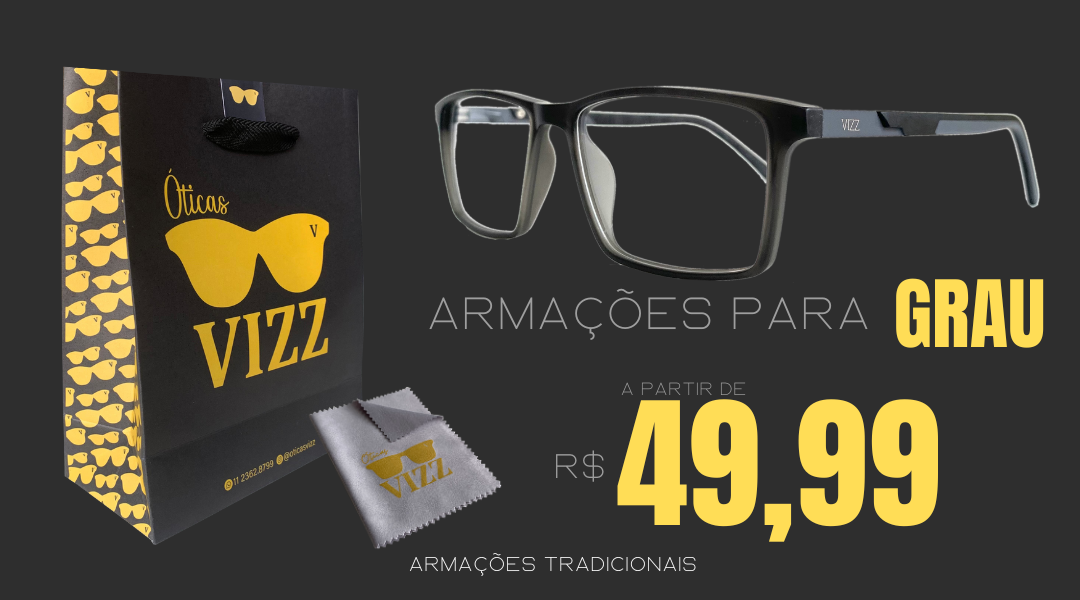 Óticas
V
VIZZ
11 2362.8799 @oticasvizz
VIZZ
ARMAÇÕES PARA GRAU
A PARTIR DE
R$ 49,99
Óticas
VIZZ
ARMAÇÕES TRADICIONAIS